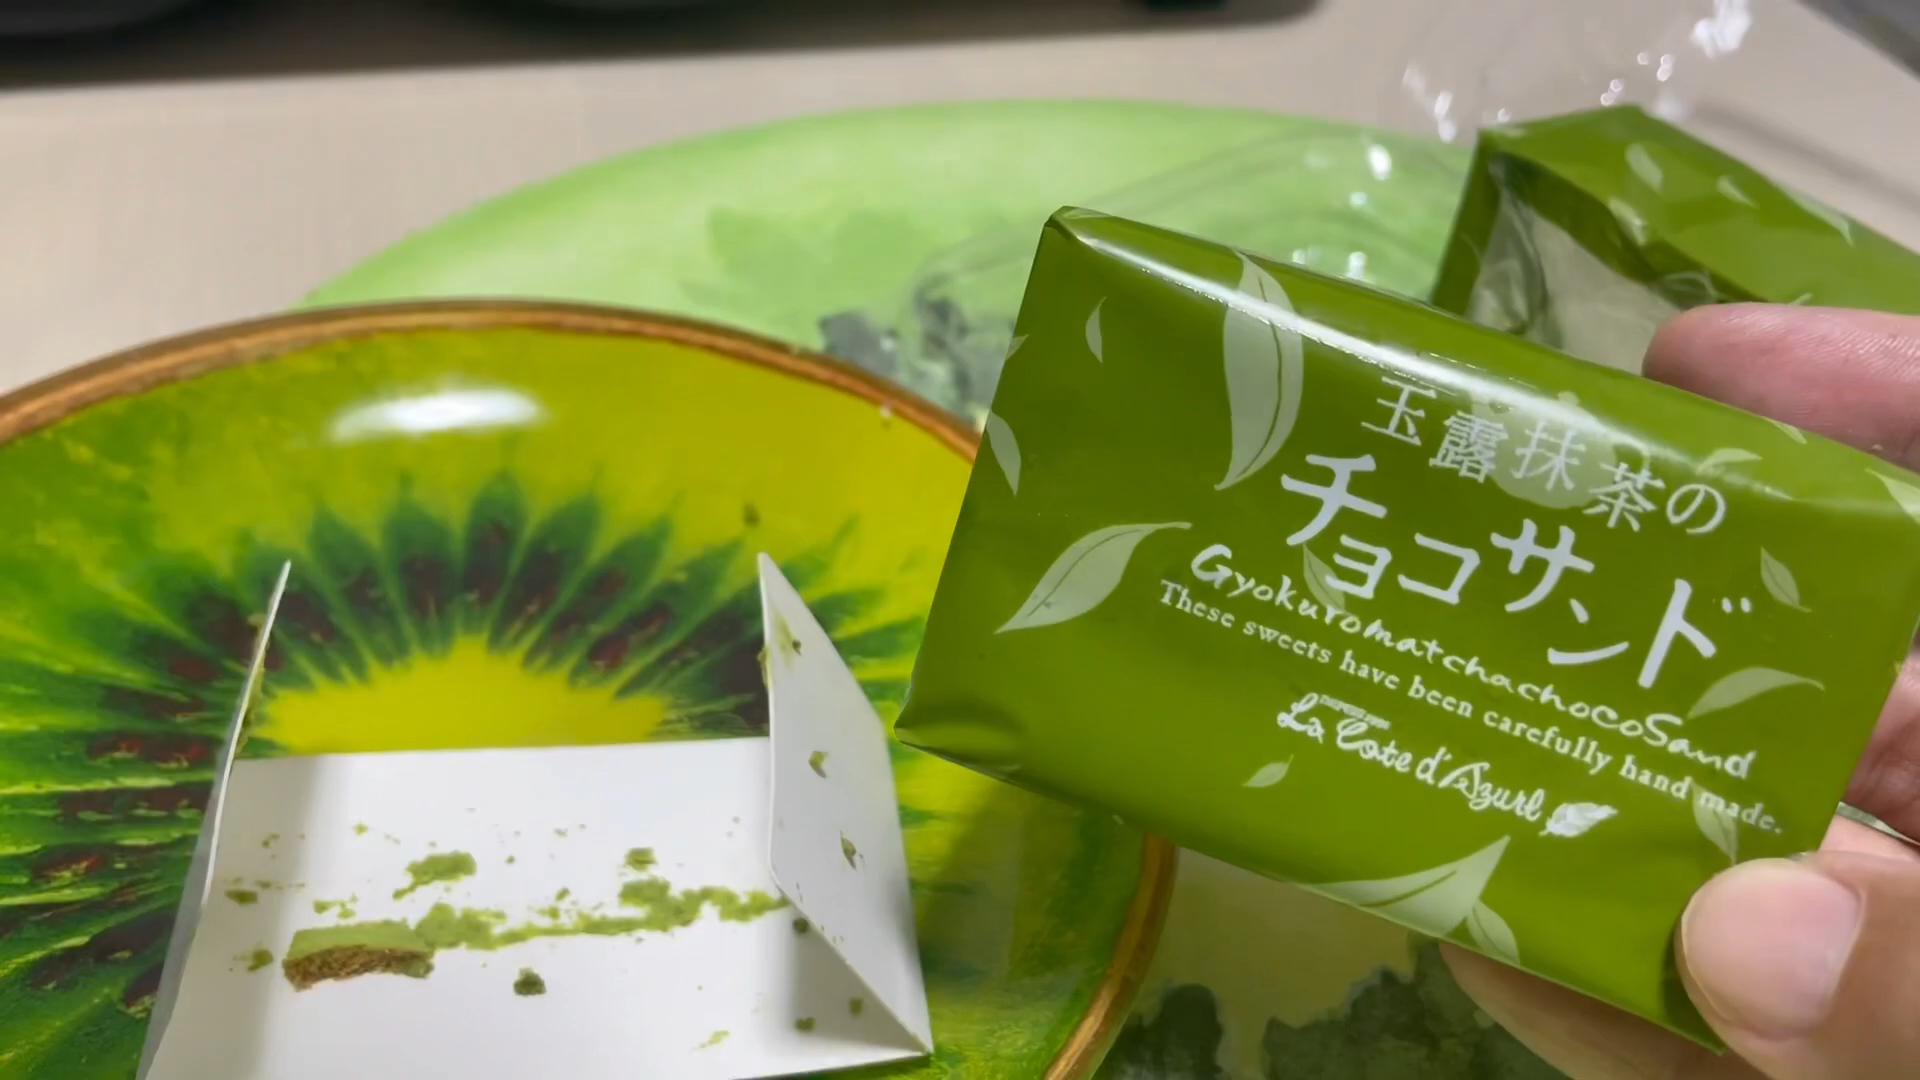 玉露抹茶の
チョコサンド
GyokuromatchachocoSand
These sweets have been carefully hand made.
La Cote d'Azurl